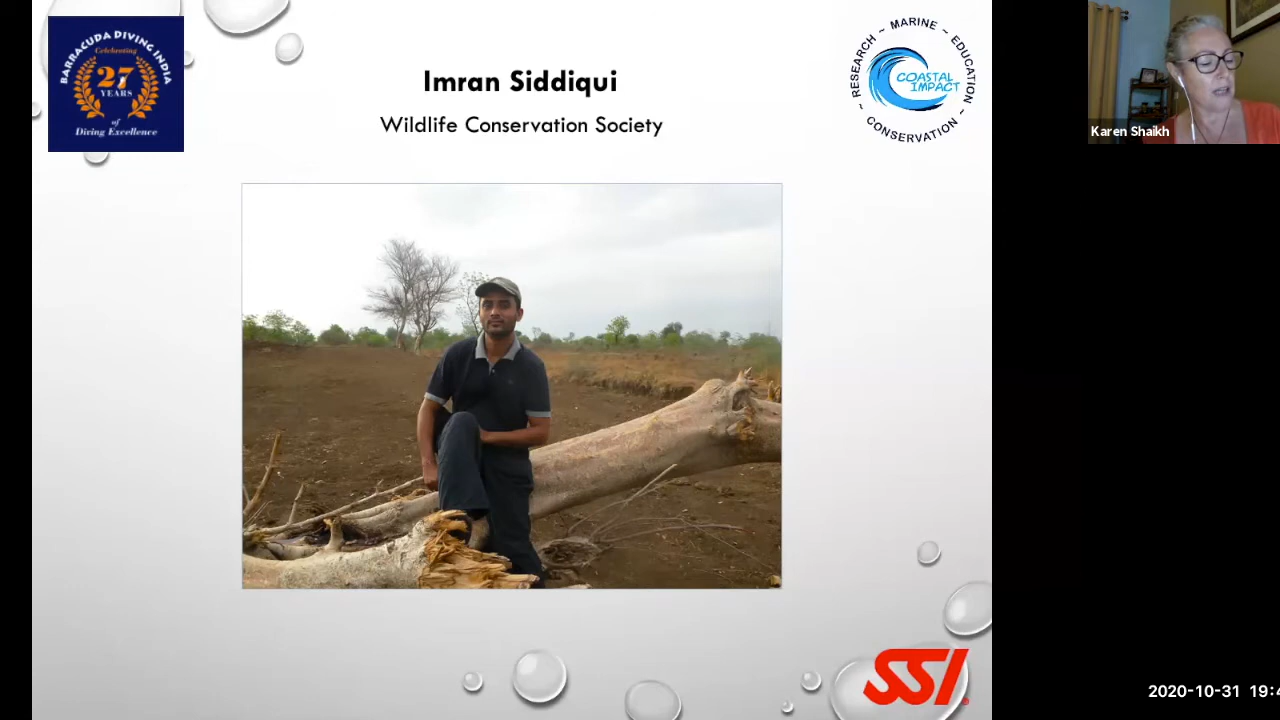 BARRACUDA DIVING INDIA
Celebrating
27
YEARS
of
Diving Excellence
Imran Siddiqui
Wildlife Conservation Society
RESEARCH ~ MARINE ~ EDUCATION ~ CONSERVATION ~
COASTAL
IMPACT
Karen Shaikh
SSI
2020-10-31 19:4